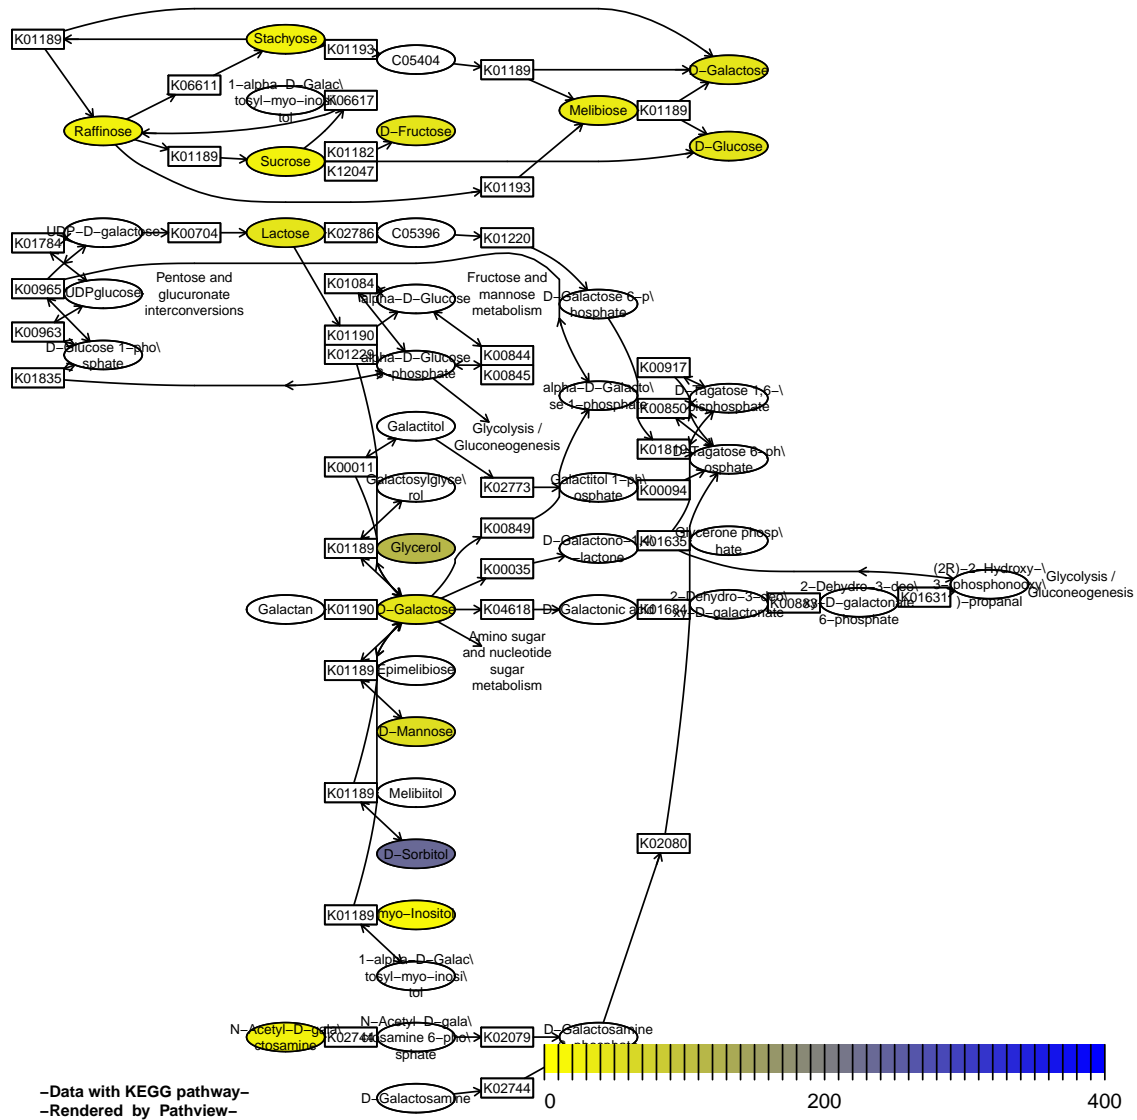 K01189
Stachyose
K01193
C05404
K01189
D−Galactose
K06611
1−alpha−D−Galac\
tosyl−myo−inosi\
tol
K06617
Raffinose
D−Fructose
Melibiose
K01189
K01189
Sucrose
K01182
K12047
D−Glucose
K01193
UDP−D−galactose
K00704
Lactose
K02786
C05396
K01220
K01784
K00965
UDPglucose
Pentose and
glucuronate
interconversions
K01084
alpha−D−Glucose
Fructose and
mannose
metabolism
D−Galactose 6−p\
hosphate
K00963
D−Glucose 1−pho\
sphate
K01190
K01229
alpha−D−Glucose
6−phosphate
K00844
K00845
K01835
K00917
alpha−D−Galacto\
se 1−phosphate
K00850
D−Tagatose 1,6−\
bisphosphate
Galactitol
Glycolysis /
Gluconeogenesis
K01819
D−Tagatose 6−ph\
osphate
K00011
Galactosylglyce\
rol
K02773
Galactitol 1−ph\
osphate
K00094
K00849
K01189
Glycerol
D−Galactono−1,4\
−lactone
K01635
Glycerone phosp\
hate
K00035
(2R)−2−Hydroxy−\
3−(phosphonooxy\
)−propanal
Glycolysis /
Gluconeogenesis
Galactan
K01190
D−Galactose
K04618
D−Galactonic acid
K01684
2−Dehydro−3−deo\
xy−D−galactonate
K00883
2−Dehydro−3−deo\
xy−D−galactonate
6−phosphate
K01631
Amino sugar
and nucleotide
sugar
metabolism
K01189
Epimelibiose
D−Mannose
K01189
Melibiitol
K02080
D−Sorbitol
K01189
myo−Inositol
1−alpha−D−Galac\
tosyl−myo−inosi\
tol
N−Acetyl−D−gala\
ctosamine
K02744
N−Acetyl−D−gala\
ctosamine 6−pho\
sphate
K02079
D−Galactosamine
D−Galactosamine
K02744
−Data with KEGG pathway−
−Rendered by Pathview−
0
200
400